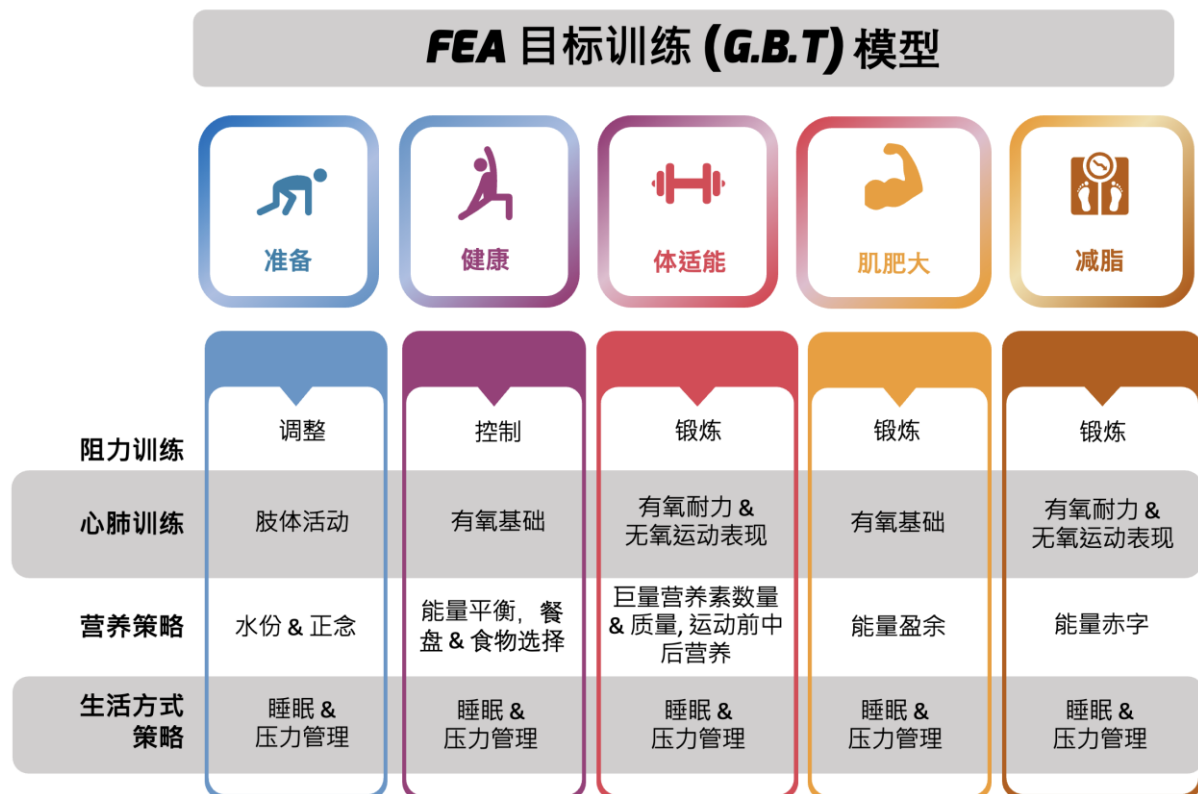 FEA 目标训练 (G.B.T) 模型
准备
健康
体适能
肌肥大
减脂
阻力训练
调整
控制
锻炼
锻炼
锻炼
心肺训练
肢体活动
有氧基础
有氧耐力 &
无氧运动表现
有氧基础
有氧耐力 &
无氧运动表现
营养策略
水份 & 正念
能量平衡，餐
盘 & 食物选择
巨量营养素数量
& 质量, 运动前中
后营养
能量盈余
能量赤字
生活方式
策略
睡眠 &
压力管理
睡眠 &
压力管理
睡眠 &
压力管理
睡眠 &
压力管理
睡眠 &
压力管理